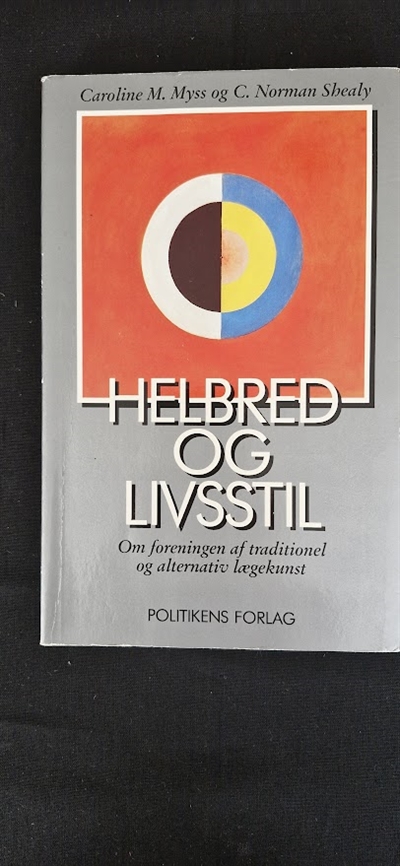 Caroline M. Myss og C. Norman Shealy
HELBRED
OG
LIVSSTIL
Om foreningen af traditionel
og alternativ lægekunst
POLITIKENS FORLAG